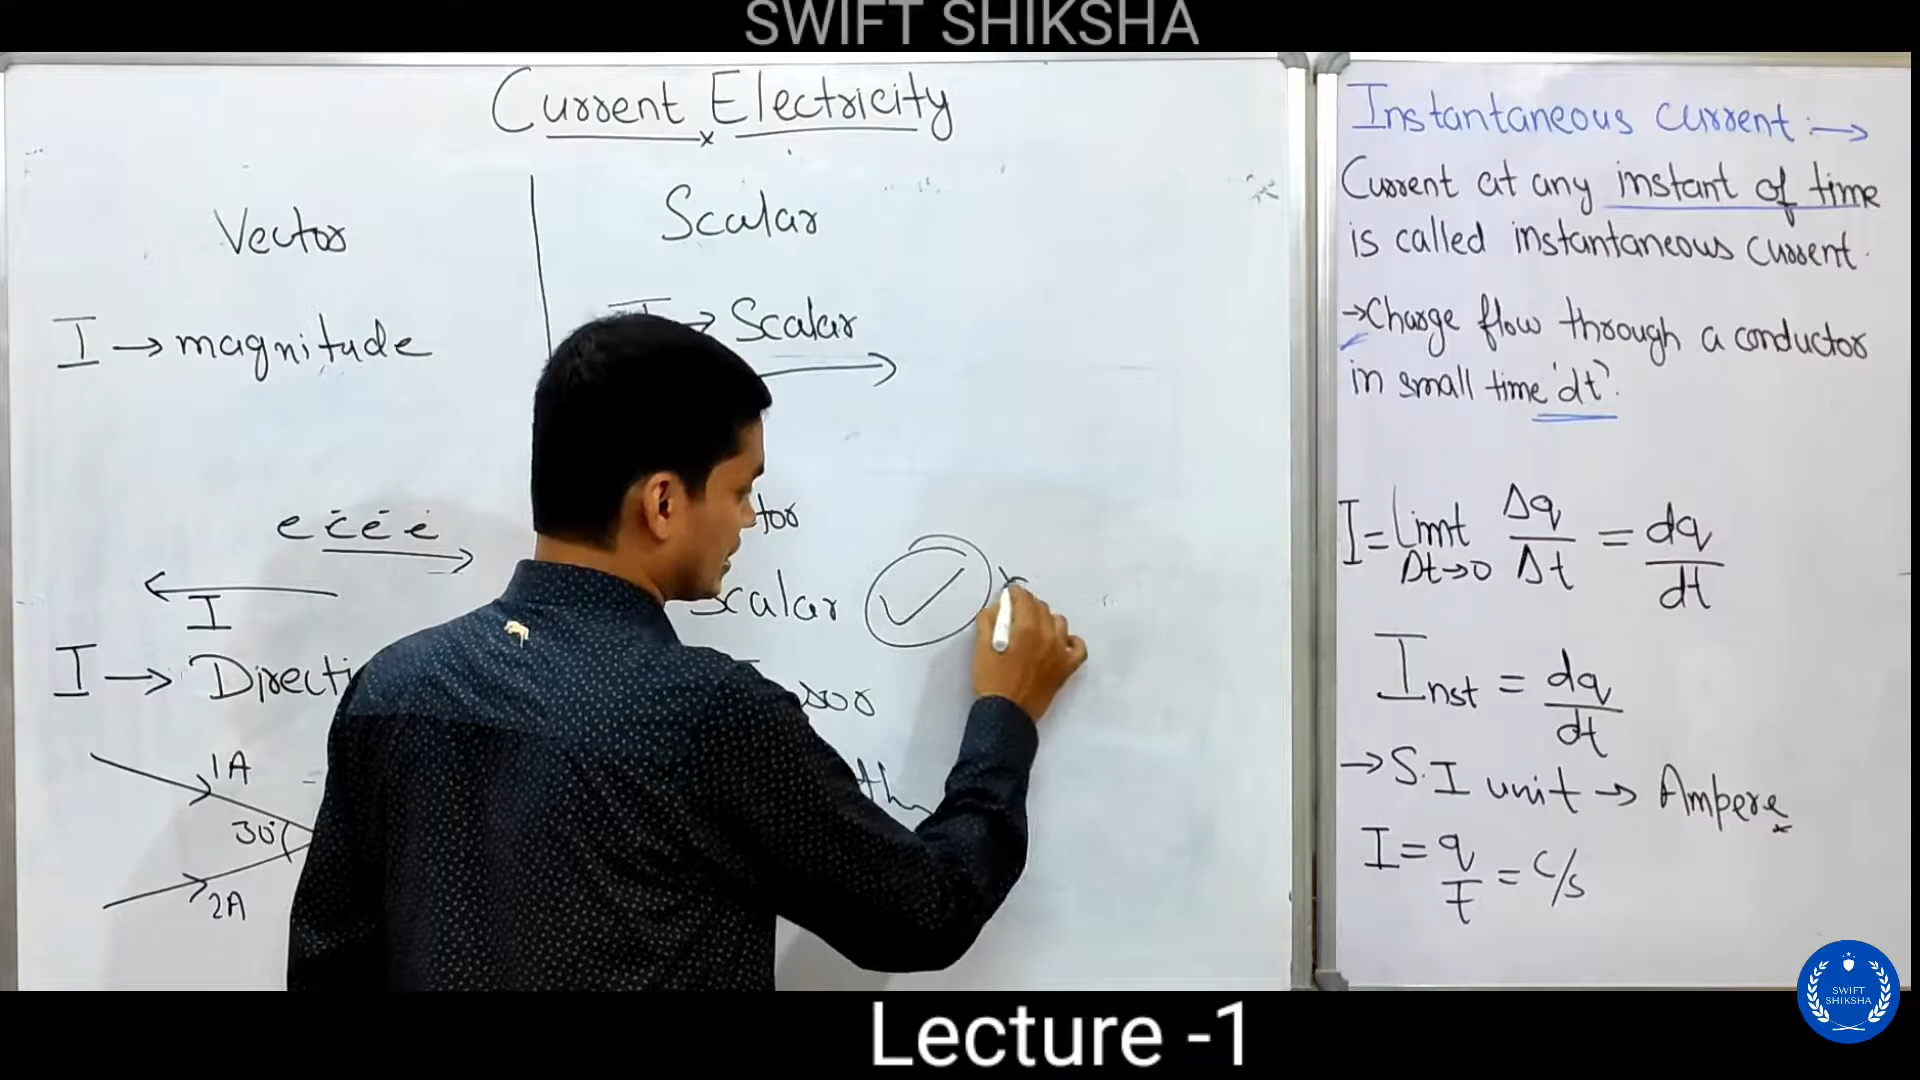 SWIFT SHIKSHA
Current Electricity
Vector
Scalar
I → magnitude
I → Scalar
e e e e
I
tor
Scalar
I → Directi
sor
1A
30°
2A
Instantaneous current :→
Current at any instant of time
is called instantaneous current.
→Charge flow through a conductor
in small time 'dt'.
I = Limt Δt→0 Δq/Δt = dq/dt
Inst = dq/dt
→ S.I unit → Ampere
I = q/t = C/s
SWIFT
SHIKSHA
Lecture -1